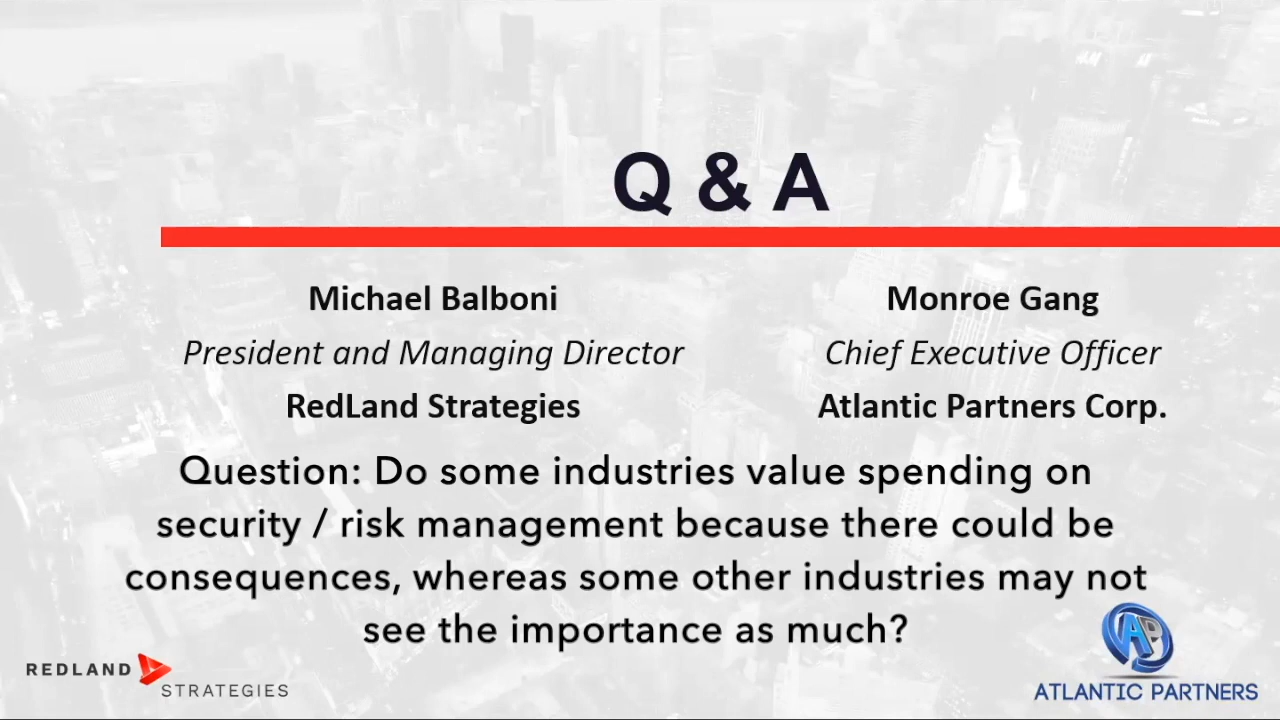 Q & A
Michael Balboni
President and Managing Director
RedLand Strategies
Monroe Gang
Chief Executive Officer
Atlantic Partners Corp.
Question: Do some industries value spending on
security / risk management because there could be
consequences, whereas some other industries may not
see the importance as much?
REDLAND
STRATEGIES
AP
ATLANTIC PARTNERS